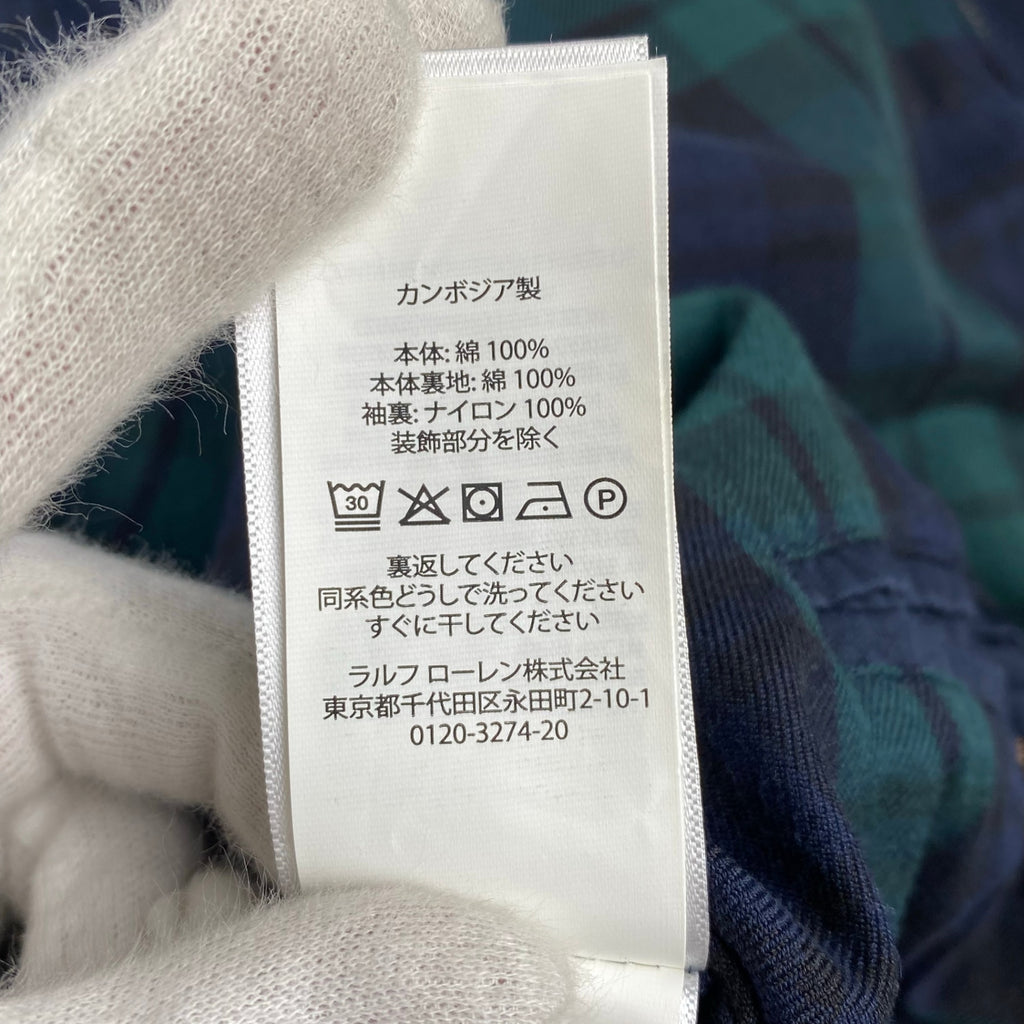 カンボジア製
本体: 綿 100%
本体裏地: 綿 100%
袖裏: ナイロン 100%
装飾部分を除く
30 P
裏返してください
同系色どうしで洗ってください
すぐに干してください
ラルフ ローレン株式会社
東京都千代田区永田町2-10-1
0120-3274-20